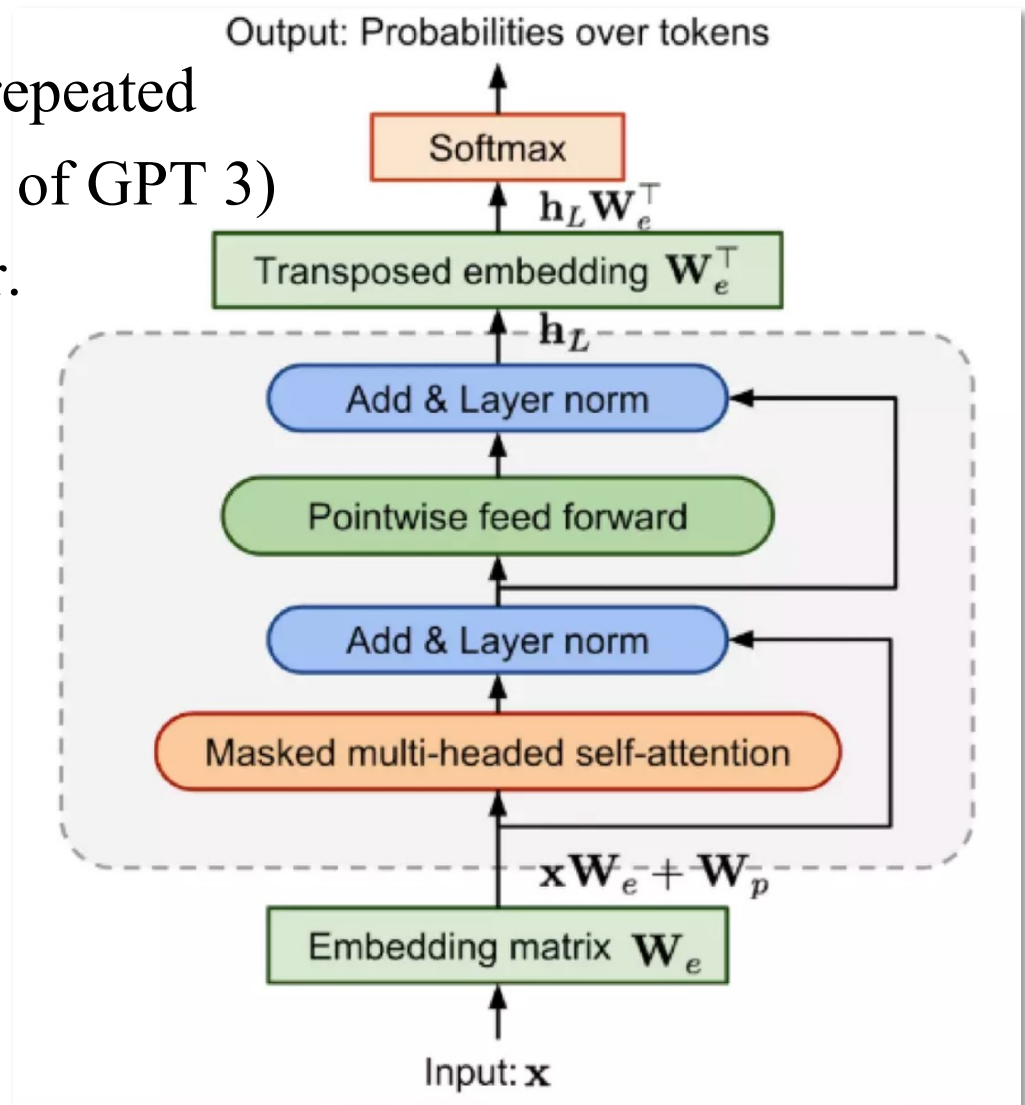 Output: Probabilities over tokens
repeated
Softmax
of GPT 3)
h_L W_e^⊤
Transposed embedding W_e^⊤
h_L
Add & Layer norm
Pointwise feed forward
Add & Layer norm
Masked multi-headed self-attention
xW_e + W_p
Embedding matrix W_e
Input: x